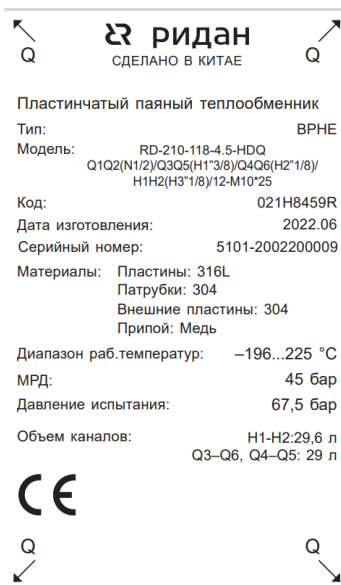 Q Q
ридан
СДЕЛАНО В КИТАЕ
Пластинчатый паяный теплообменник
Тип: BPHE
Модель: RD-210-118-4.5-HDQ
Q1Q2(N1/2)/Q3Q5(H1"3/8)/Q4Q6(H2"1/8)/
H1H2(H3"1/8)/12-M10*25
Код: 021H8459R
Дата изготовления: 2022.06
Серийный номер: 5101-2002200009
Материалы: Пластины: 316L
Патрубки: 304
Внешние пластины: 304
Припой: Медь
Диапазон раб.температур: –196...225 °C
МРД: 45 бар
Давление испытания: 67,5 бар
Объем каналов: H1-H2:29,6 л
Q3–Q6, Q4–Q5: 29 л
CE
Q Q